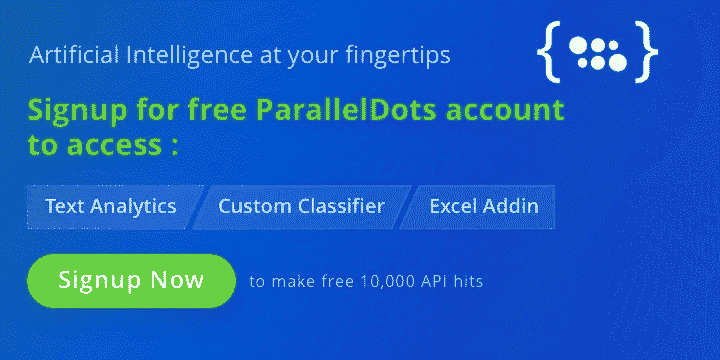 Artificial Intelligence at your fingertips
Signup for free ParallelDots account
to access :
Text Analytics Custom Classifier Excel Addin
Signup Now to make free 10,000 API hits